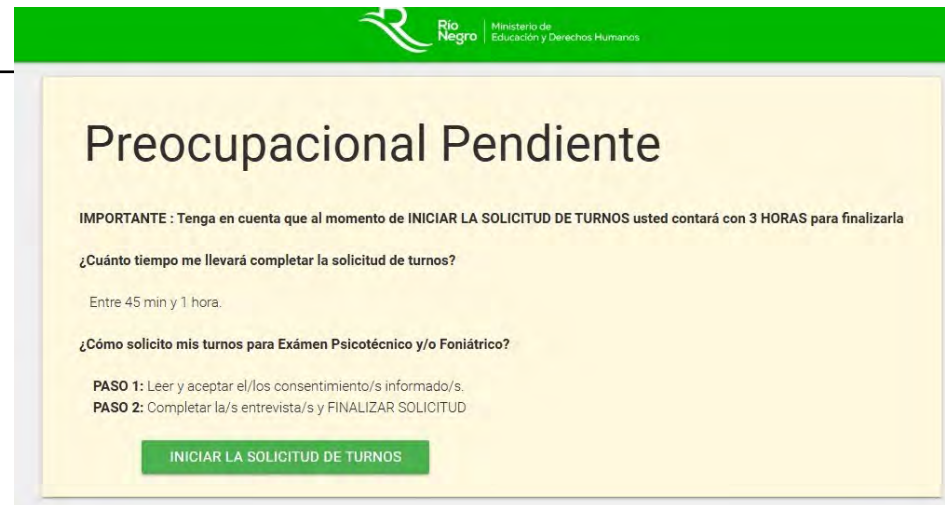 Río
Negro
Ministerio de
Educación y Derechos Humanos
Preocupacional Pendiente
IMPORTANTE : Tenga en cuenta que al momento de INICIAR LA SOLICITUD DE TURNOS usted contará con 3 HORAS para finalizarla
¿Cuánto tiempo me llevará completar la solicitud de turnos?
Entre 45 min y 1 hora.
¿Cómo solicito mis turnos para Exámen Psicotécnico y/o Foniátrico?
PASO 1: Leer y aceptar el/los consentimiento/s informado/s.
PASO 2: Completar la/s entrevista/s y FINALIZAR SOLICITUD
INICIAR LA SOLICITUD DE TURNOS